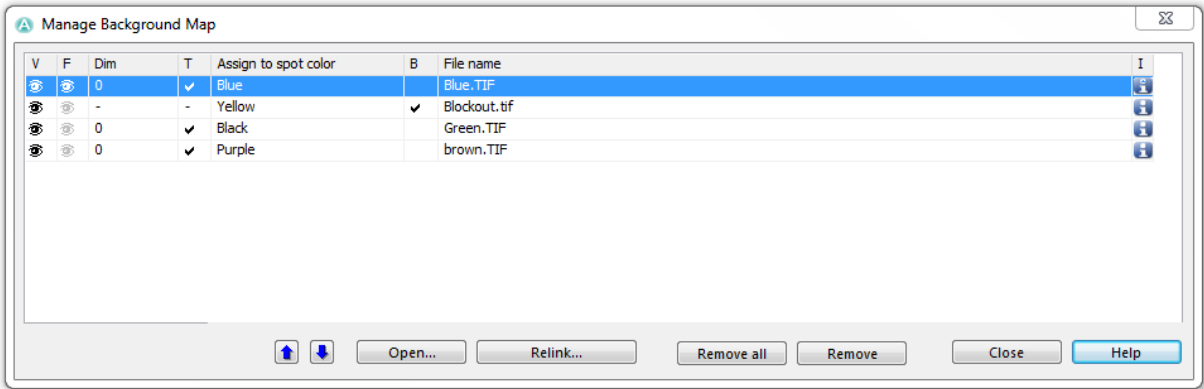 Manage Background Map
V F Dim T Assign to spot color B File name I
0 Blue Blue.TIF
- - Yellow Blockout.tif
0 Black Green.TIF
0 Purple brown.TIF
Open... Relink... Remove all Remove Close Help